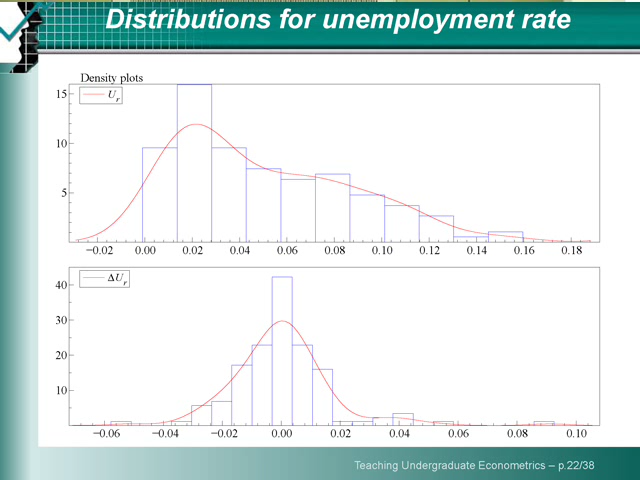 Distributions for unemployment rate
Density plots
U_r
15
10
5
−0.02 0.00 0.02 0.04 0.06 0.08 0.10 0.12 0.14 0.16 0.18
ΔU_r
40
30
20
10
−0.06 −0.04 −0.02 0.00 0.02 0.04 0.06 0.08 0.10
Teaching Undergraduate Econometrics – p.22/38